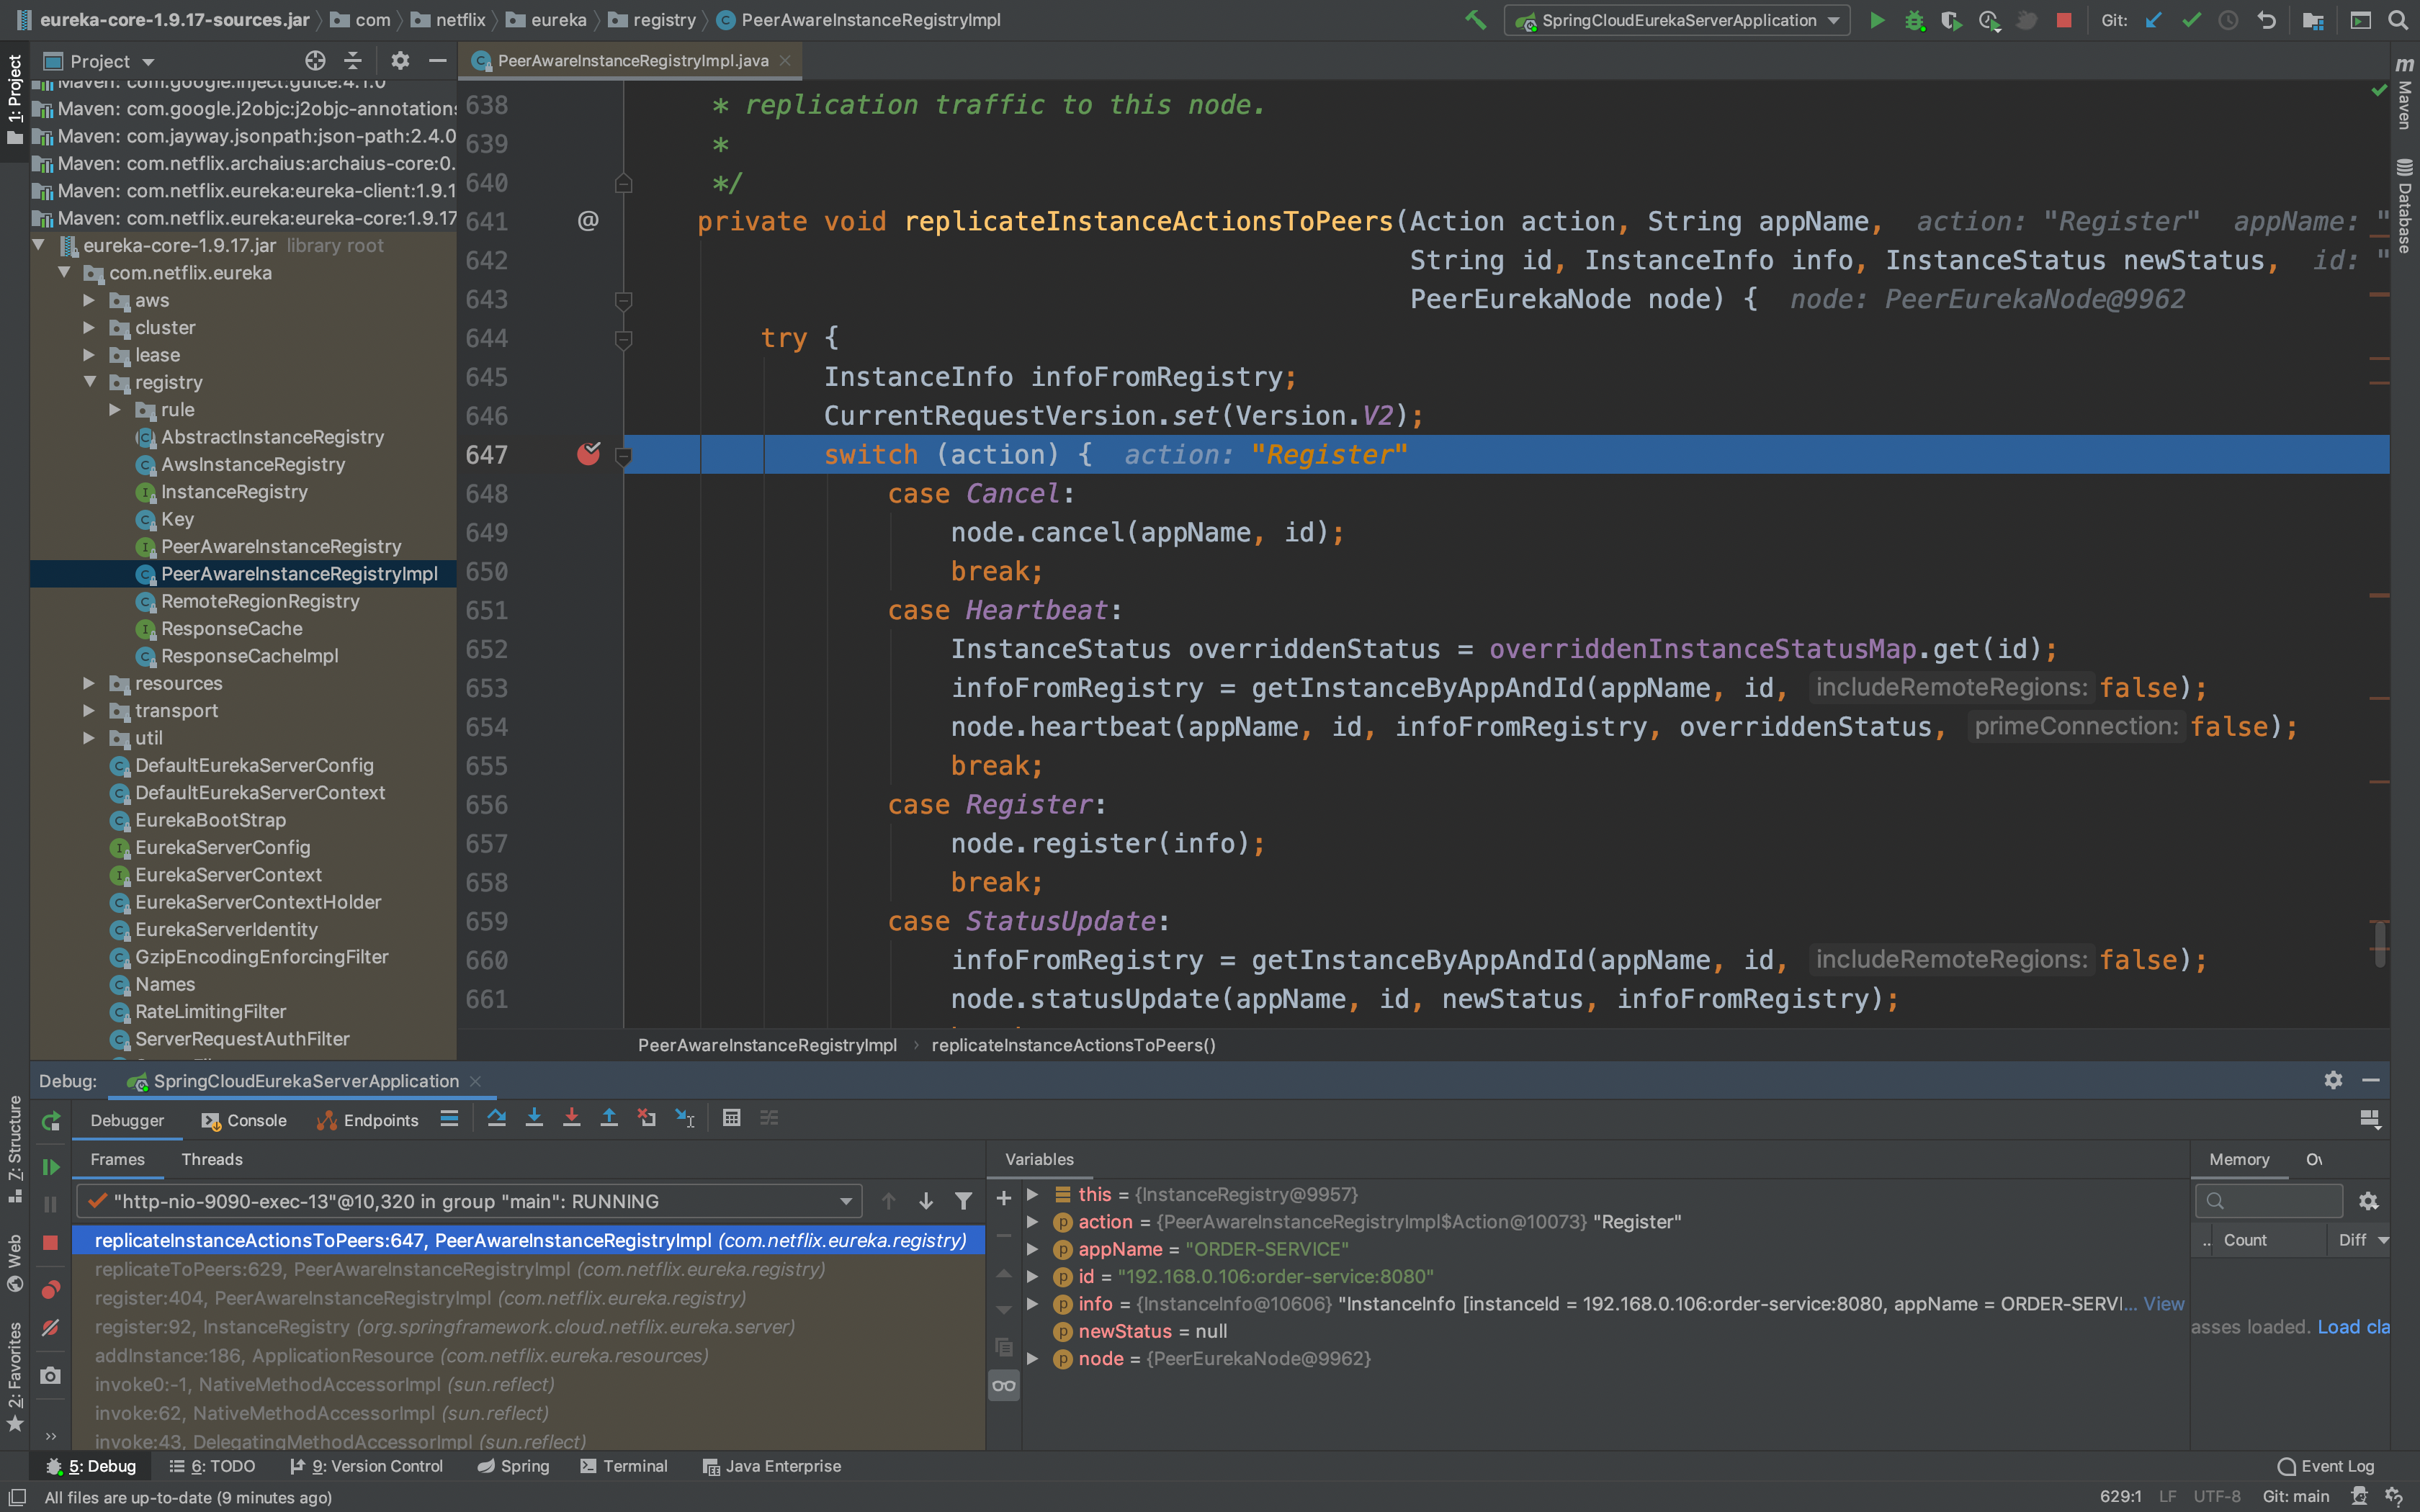 eureka-core-1.9.17-sources.jar com netflix eureka registry PeerAwareInstanceRegistryImpl
SpringCloudEurekaServerApplication Git:
1: Project
Project
PeerAwareInstanceRegistryImpl.java
Maven: com.google.inject:guice:4.1.0
Maven: com.google.j2objc:j2objc-annotations:
Maven: com.jayway.jsonpath:json-path:2.4.0
Maven: com.netflix.archaius:archaius-core:0.
Maven: com.netflix.eureka:eureka-client:1.9.1
Maven: com.netflix.eureka:eureka-core:1.9.17
eureka-core-1.9.17.jar library root
com.netflix.eureka
aws
cluster
lease
registry
rule
AbstractInstanceRegistry
AwsInstanceRegistry
InstanceRegistry
Key
PeerAwareInstanceRegistry
PeerAwareInstanceRegistryImpl
RemoteRegionRegistry
ResponseCache
ResponseCacheImpl
resources
transport
util
DefaultEurekaServerConfig
DefaultEurekaServerContext
EurekaBootStrap
EurekaServerConfig
EurekaServerContext
EurekaServerContextHolder
EurekaServerIdentity
GzipEncodingEnforcingFilter
Names
RateLimitingFilter
ServerRequestAuthFilter
638 * replication traffic to this node.
639 *
640 */
641 @ private void replicateInstanceActionsToPeers(Action action, String appName, action: "Register" appName: "
642 String id, InstanceInfo info, InstanceStatus newStatus, id: "
643 PeerEurekaNode node) { node: PeerEurekaNode@9962
644 try {
645 InstanceInfo infoFromRegistry;
646 CurrentRequestVersion.set(Version.V2);
647 switch (action) { action: "Register"
648 case Cancel:
649 node.cancel(appName, id);
650 break;
651 case Heartbeat:
652 InstanceStatus overriddenStatus = overriddenInstanceStatusMap.get(id);
653 infoFromRegistry = getInstanceByAppAndId(appName, id, includeRemoteRegions: false);
654 node.heartbeat(appName, id, infoFromRegistry, overriddenStatus, primeConnection: false);
655 break;
656 case Register:
657 node.register(info);
658 break;
659 case StatusUpdate:
660 infoFromRegistry = getInstanceByAppAndId(appName, id, includeRemoteRegions: false);
661 node.statusUpdate(appName, id, newStatus, infoFromRegistry);
PeerAwareInstanceRegistryImpl › replicateInstanceActionsToPeers()
m Maven
Database
Debug: SpringCloudEurekaServerApplication
Debugger Console Endpoints
Frames Threads
"http-nio-9090-exec-13"@10,320 in group "main": RUNNING
replicateInstanceActionsToPeers:647, PeerAwareInstanceRegistryImpl (com.netflix.eureka.registry)
replicateToPeers:629, PeerAwareInstanceRegistryImpl (com.netflix.eureka.registry)
register:404, PeerAwareInstanceRegistryImpl (com.netflix.eureka.registry)
register:92, InstanceRegistry (org.springframework.cloud.netflix.eureka.server)
addInstance:186, ApplicationResource (com.netflix.eureka.resources)
invoke0:-1, NativeMethodAccessorImpl (sun.reflect)
invoke:62, NativeMethodAccessorImpl (sun.reflect)
invoke:43, DelegatingMethodAccessorImpl (sun.reflect)
Variables
this = {InstanceRegistry@9957}
action = {PeerAwareInstanceRegistryImpl$Action@10073} "Register"
appName = "ORDER-SERVICE"
id = "192.168.0.106:order-service:8080"
info = {InstanceInfo@10606} "InstanceInfo [instanceId = 192.168.0.106:order-service:8080, appName = ORDER-SERVI... View
newStatus = null
node = {PeerEurekaNode@9962}
Memory
.. Count Diff
asses loaded. Load cla
Z: Structure
Web
2: Favorites
5: Debug 6: TODO 9: Version Control Spring Terminal Java Enterprise Event Log
All files are up-to-date (9 minutes ago) 629:1 LF UTF-8 Git: main